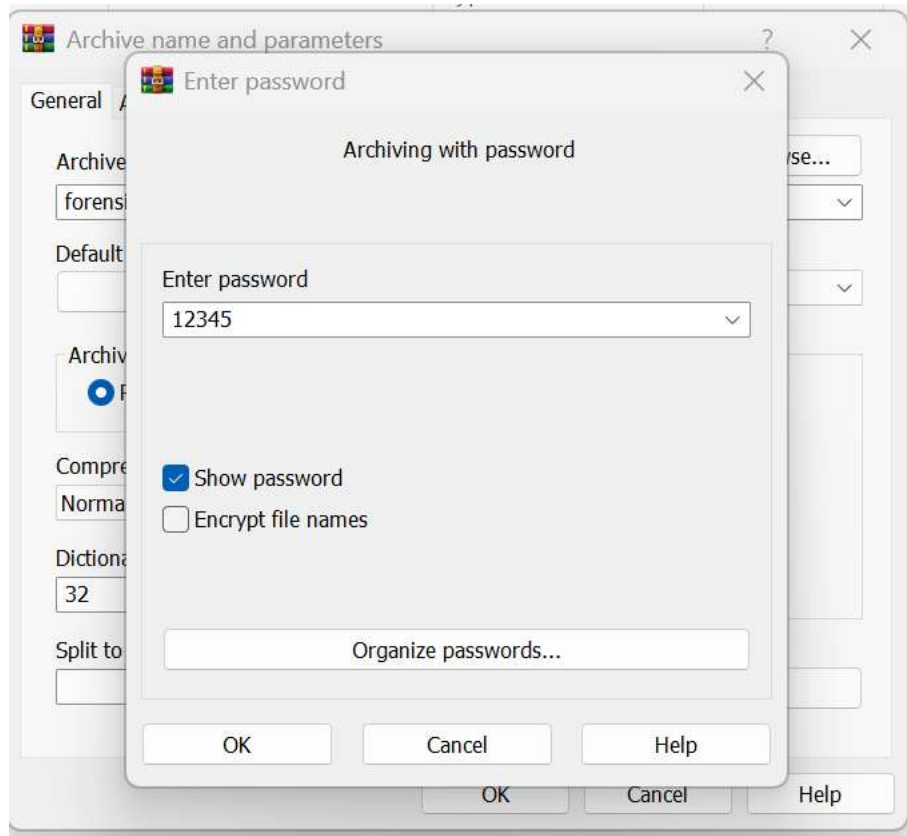 Archive name and parameters
?
Enter password
General
Archiving with password
Archive
forensi
Default
Enter password
12345
Archiv
Show password
Compre
Norma
Encrypt file names
Dictiona
32
Split to
Organize passwords...
OK Cancel Help
OK Cancel Help